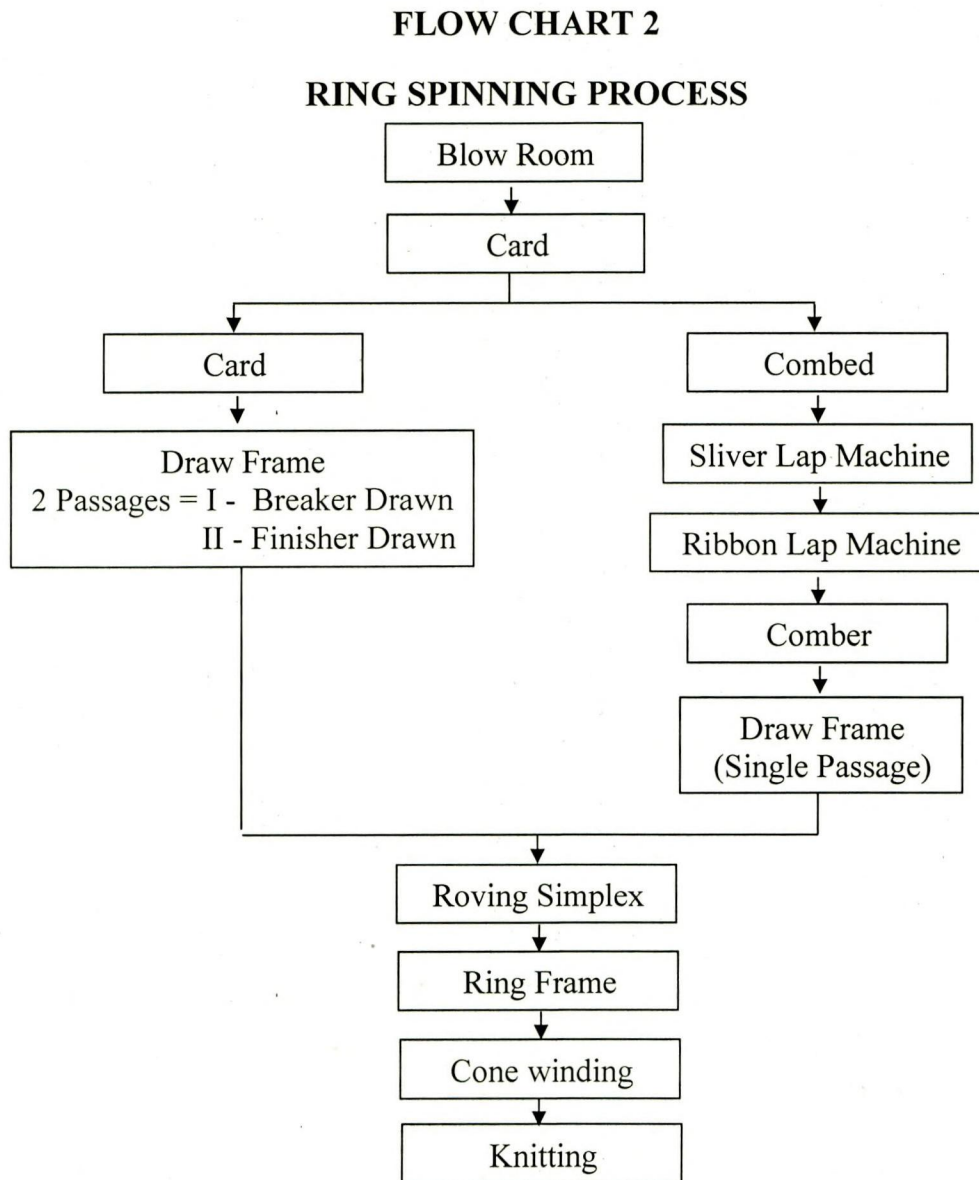 FLOW CHART 2
RING SPINNING PROCESS
Blow Room
Card
Card
Draw Frame
2 Passages = I - Breaker Drawn
II - Finisher Drawn
Combed
Sliver Lap Machine
Ribbon Lap Machine
Comber
Draw Frame
(Single Passage)
Roving Simplex
Ring Frame
Cone winding
Knitting